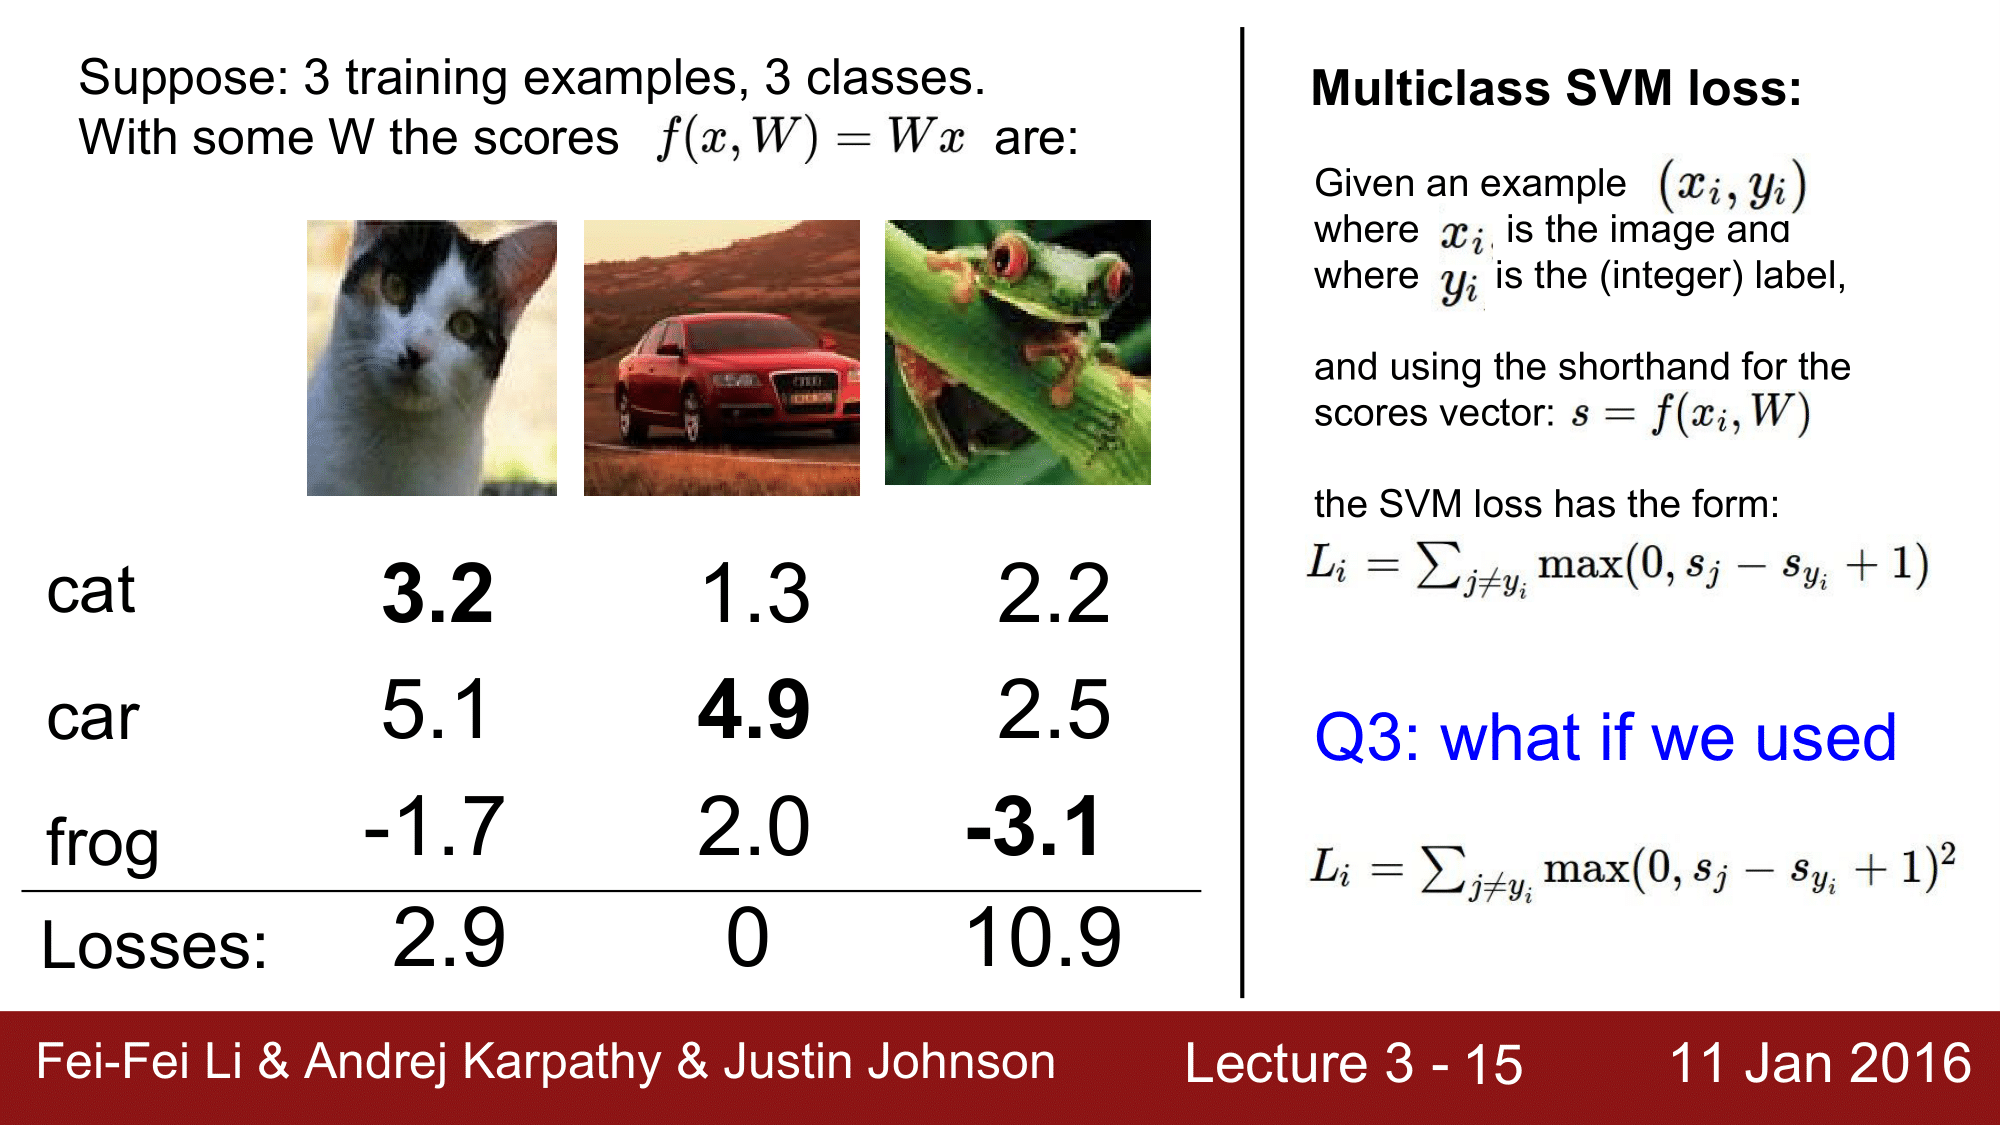 Suppose: 3 training examples, 3 classes.
With some W the scores f(x, W) = Wx are:
cat 3.2 1.3 2.2
car 5.1 4.9 2.5
frog -1.7 2.0 -3.1
Losses: 2.9 0 10.9
Multiclass SVM loss:
Given an example (x_i, y_i)
where x_i is the image and
where y_i is the (integer) label,
and using the shorthand for the
scores vector: s = f(x_i, W)
the SVM loss has the form:
L_i = ∑_{j≠y_i} max(0, s_j − s_{y_i} + 1)
Q3: what if we used
L_i = ∑_{j≠y_i} max(0, s_j − s_{y_i} + 1)²
Fei-Fei Li & Andrej Karpathy & Justin Johnson Lecture 3 - 15 11 Jan 2016